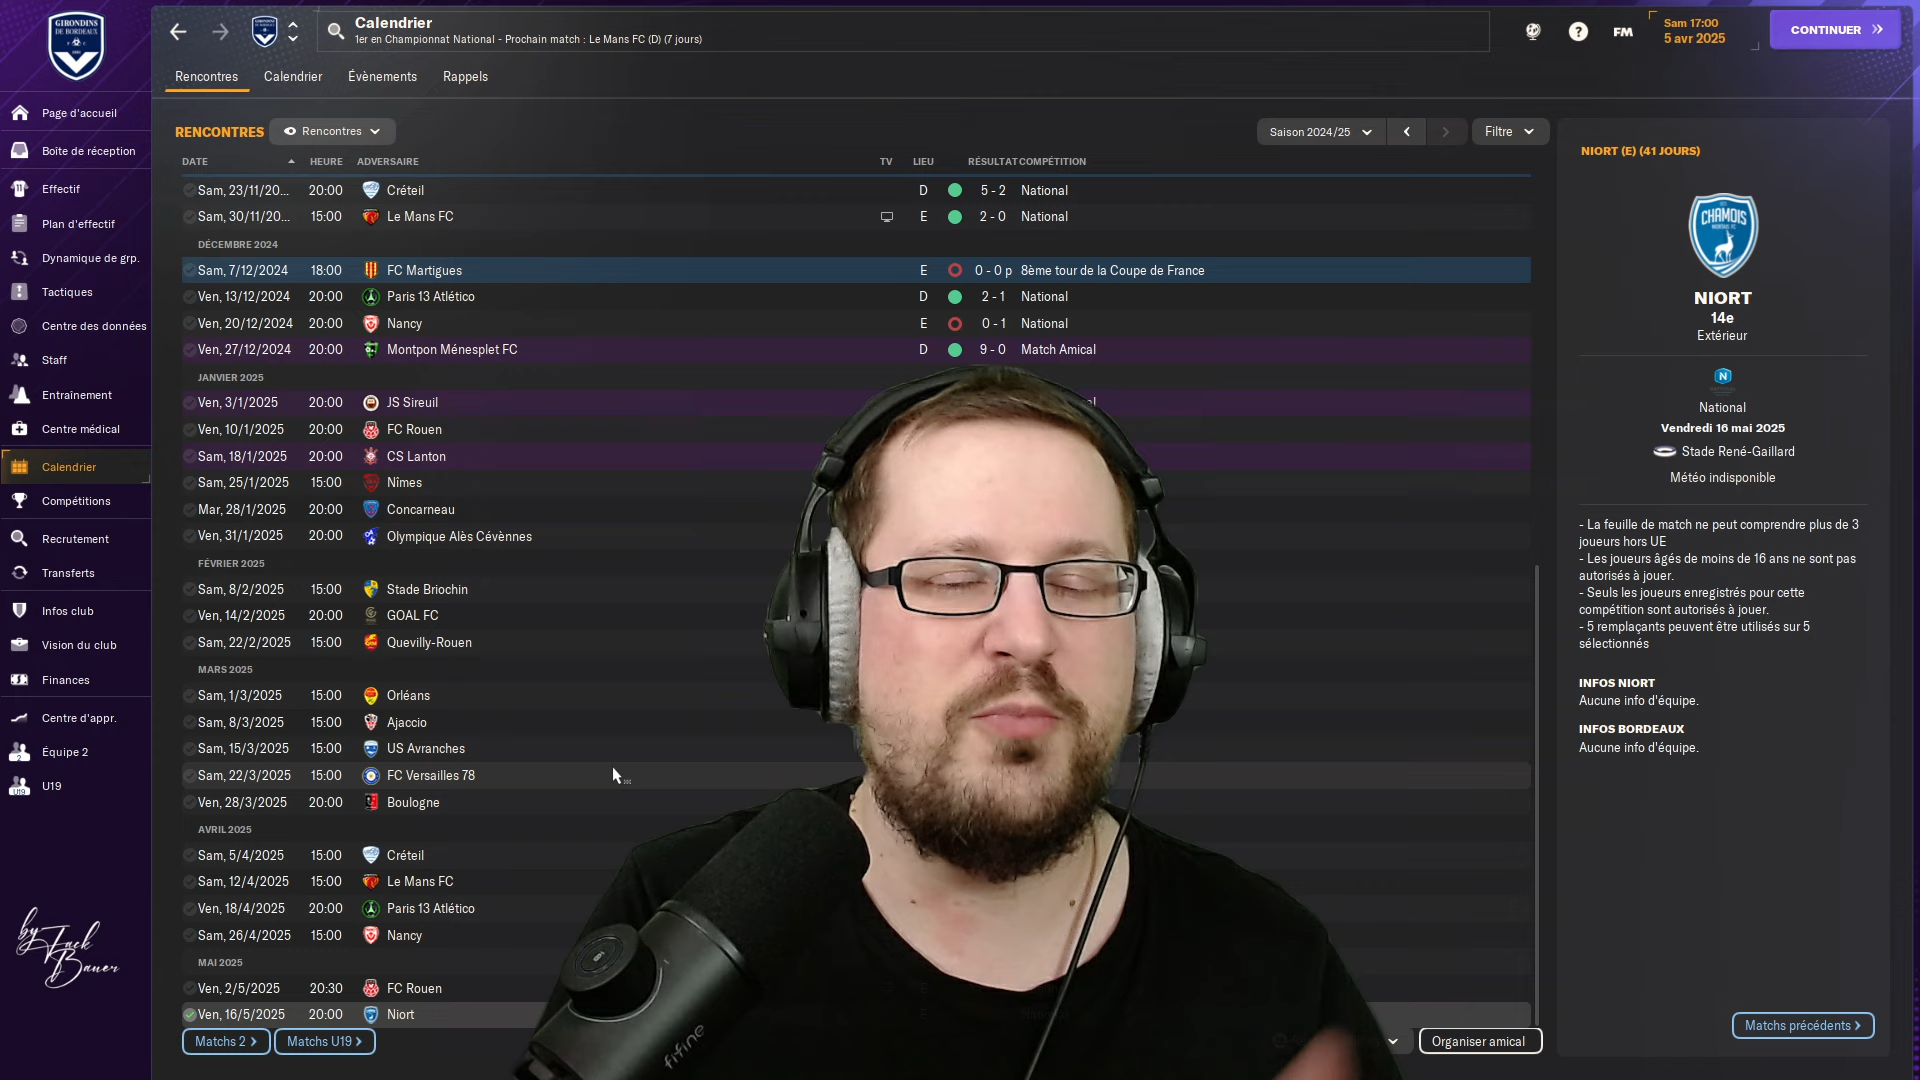 GIRONDINS
DE BORDEAUX
Calendrier
1er en Championnat National - Prochain match : Le Mans FC (D) (7 jours)
FM
Sam 17:00
5 avr 2025
CONTINUER
Rencontres
Calendrier
Évènements
Rappels
Page d'accueil
Boîte de réception
Effectif
Plan d'effectif
Dynamique de grp.
Tactiques
Centre des données
Staff
Entraînement
Centre médical
Calendrier
Compétitions
Recrutement
Transferts
Infos club
Vision du club
Finances
Centre d'appr.
Équipe 2
U19
by Jack Bauer
RENCONTRES
Rencontres
Saison 2024/25
Filtre
DATE HEURE ADVERSAIRE TV LIEU RÉSULTAT COMPÉTITION
Sam, 23/11/20... 20:00 Créteil D 5 - 2 National
Sam, 30/11/20... 15:00 Le Mans FC E 2 - 0 National
DÉCEMBRE 2024
Sam, 7/12/2024 18:00 FC Martigues E 0 - 0 p 8ème tour de la Coupe de France
Ven, 13/12/2024 20:00 Paris 13 Atlético D 2 - 1 National
Ven, 20/12/2024 20:00 Nancy E 0 - 1 National
Ven, 27/12/2024 20:00 Montpon Ménesplet FC D 9 - 0 Match Amical
JANVIER 2025
Ven, 3/1/2025 20:00 JS Sireuil
Ven, 10/1/2025 20:00 FC Rouen
Sam, 18/1/2025 20:00 CS Lanton
Sam, 25/1/2025 15:00 Nîmes
Mar, 28/1/2025 20:00 Concarneau
Ven, 31/1/2025 20:00 Olympique Alès Cévènnes
FÉVRIER 2025
Sam, 8/2/2025 15:00 Stade Briochin
Ven, 14/2/2025 20:00 GOAL FC
Sam, 22/2/2025 15:00 Quevilly-Rouen
MARS 2025
Sam, 1/3/2025 15:00 Orléans
Sam, 8/3/2025 15:00 Ajaccio
Sam, 15/3/2025 15:00 US Avranches
Sam, 22/3/2025 15:00 FC Versailles 78
Ven, 28/3/2025 20:00 Boulogne
AVRIL 2025
Sam, 5/4/2025 15:00 Créteil
Sam, 12/4/2025 15:00 Le Mans FC
Ven, 18/4/2025 20:00 Paris 13 Atlético
Sam, 26/4/2025 15:00 Nancy
MAI 2025
Ven, 2/5/2025 20:30 FC Rouen
Ven, 16/5/2025 20:00 Niort
Matchs 2
Matchs U19
fifine
Organiser amical
NIORT (E) (41 JOURS)
CHAMOIS
NIORT
14e
Extérieur
National
Vendredi 16 mai 2025
Stade René-Gaillard
Météo indisponible
- La feuille de match ne peut comprendre plus de 3
joueurs hors UE
- Les joueurs âgés de moins de 16 ans ne sont pas
autorisés à jouer.
- Seuls les joueurs enregistrés pour cette
compétition sont autorisés à jouer.
- 5 remplaçants peuvent être utilisés sur 5
sélectionnés
INFOS NIORT
Aucune info d'équipe.
INFOS BORDEAUX
Aucune info d'équipe.
Matchs précédents